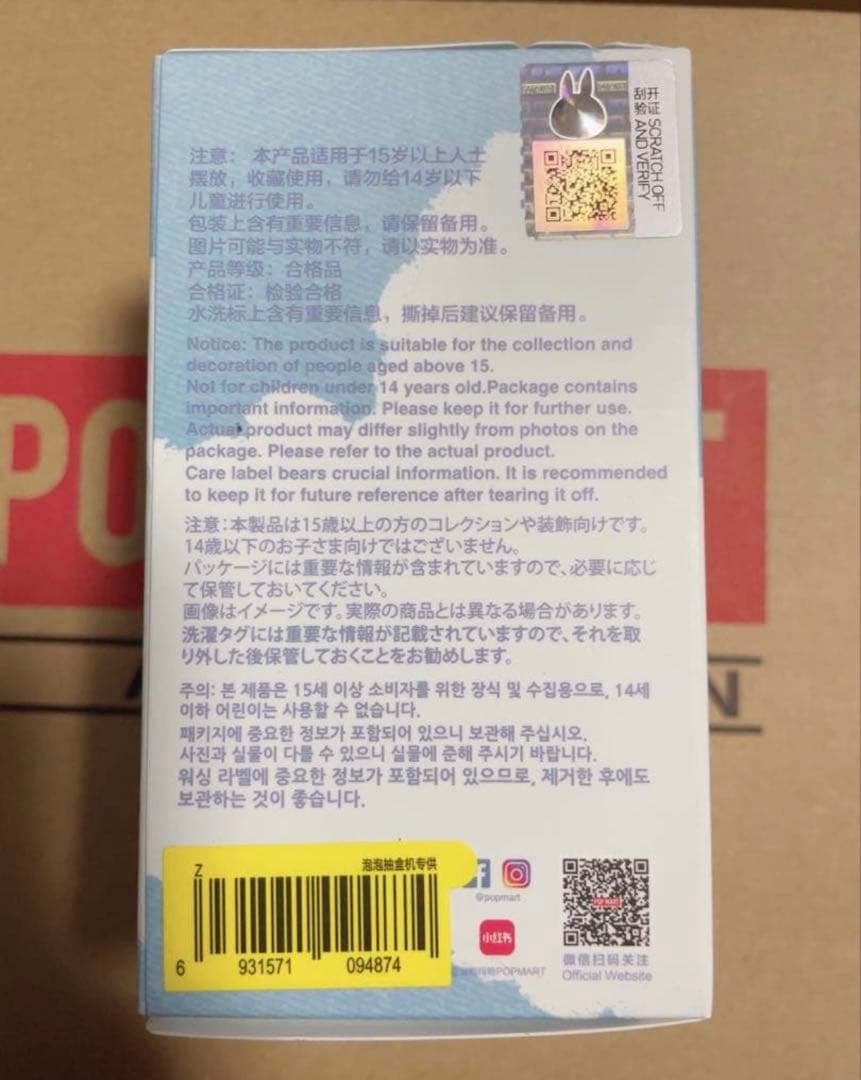 开证 SCRATCH OFF
刮验 AND VERIFY
注意： 本产品适用于15岁以上人士
摆放，收藏使用，请勿给14岁以下
儿童进行使用。
包装上含有重要信息，请保留备用。
图片可能与实物不符，请以实物为准。
产品等级：合格品
合格证：检验合格
水洗标上含有重要信息，撕掉后建议保留备用。
Notice: The product is suitable for the collection and
decoration of people aged above 15.
Not for children under 14 years old.Package contains
important information. Please keep it for further use.
Actual product may differ slightly from photos on the
package. Please refer to the actual product.
Care label bears crucial information. It is recommended
to keep it for future reference after tearing it off.
注意：本製品は15歳以上の方のコレクションや装飾向けです。
14歳以下のお子さま向けではございません。
パッケージには重要な情報が含まれていますので、必要に応じ
て保管しておいてください。
画像はイメージです。実際の商品とは異なる場合があります。
洗濯タグには重要な情報が記載されていますので、それを取
り外した後保管しておくことをお勧めします。
주의: 본 제품은 15세 이상 소비자를 위한 장식 및 수집용으로, 14세
이하 어린이는 사용할 수 없습니다.
패키지에 중요한 정보가 포함되어 있으니 보관해 주십시오.
사진과 실물이 다를 수 있으니 실물에 준해 주시기 바랍니다.
워싱 라벨에 중요한 정보가 포함되어 있으므로, 제거한 후에도
보관하는 것이 좋습니다.
Z
泡泡抽盒机专供
6 931571 094874
@popmart
小红书
POPMART
POP MART
微信扫码关注
Official Website
PO
N